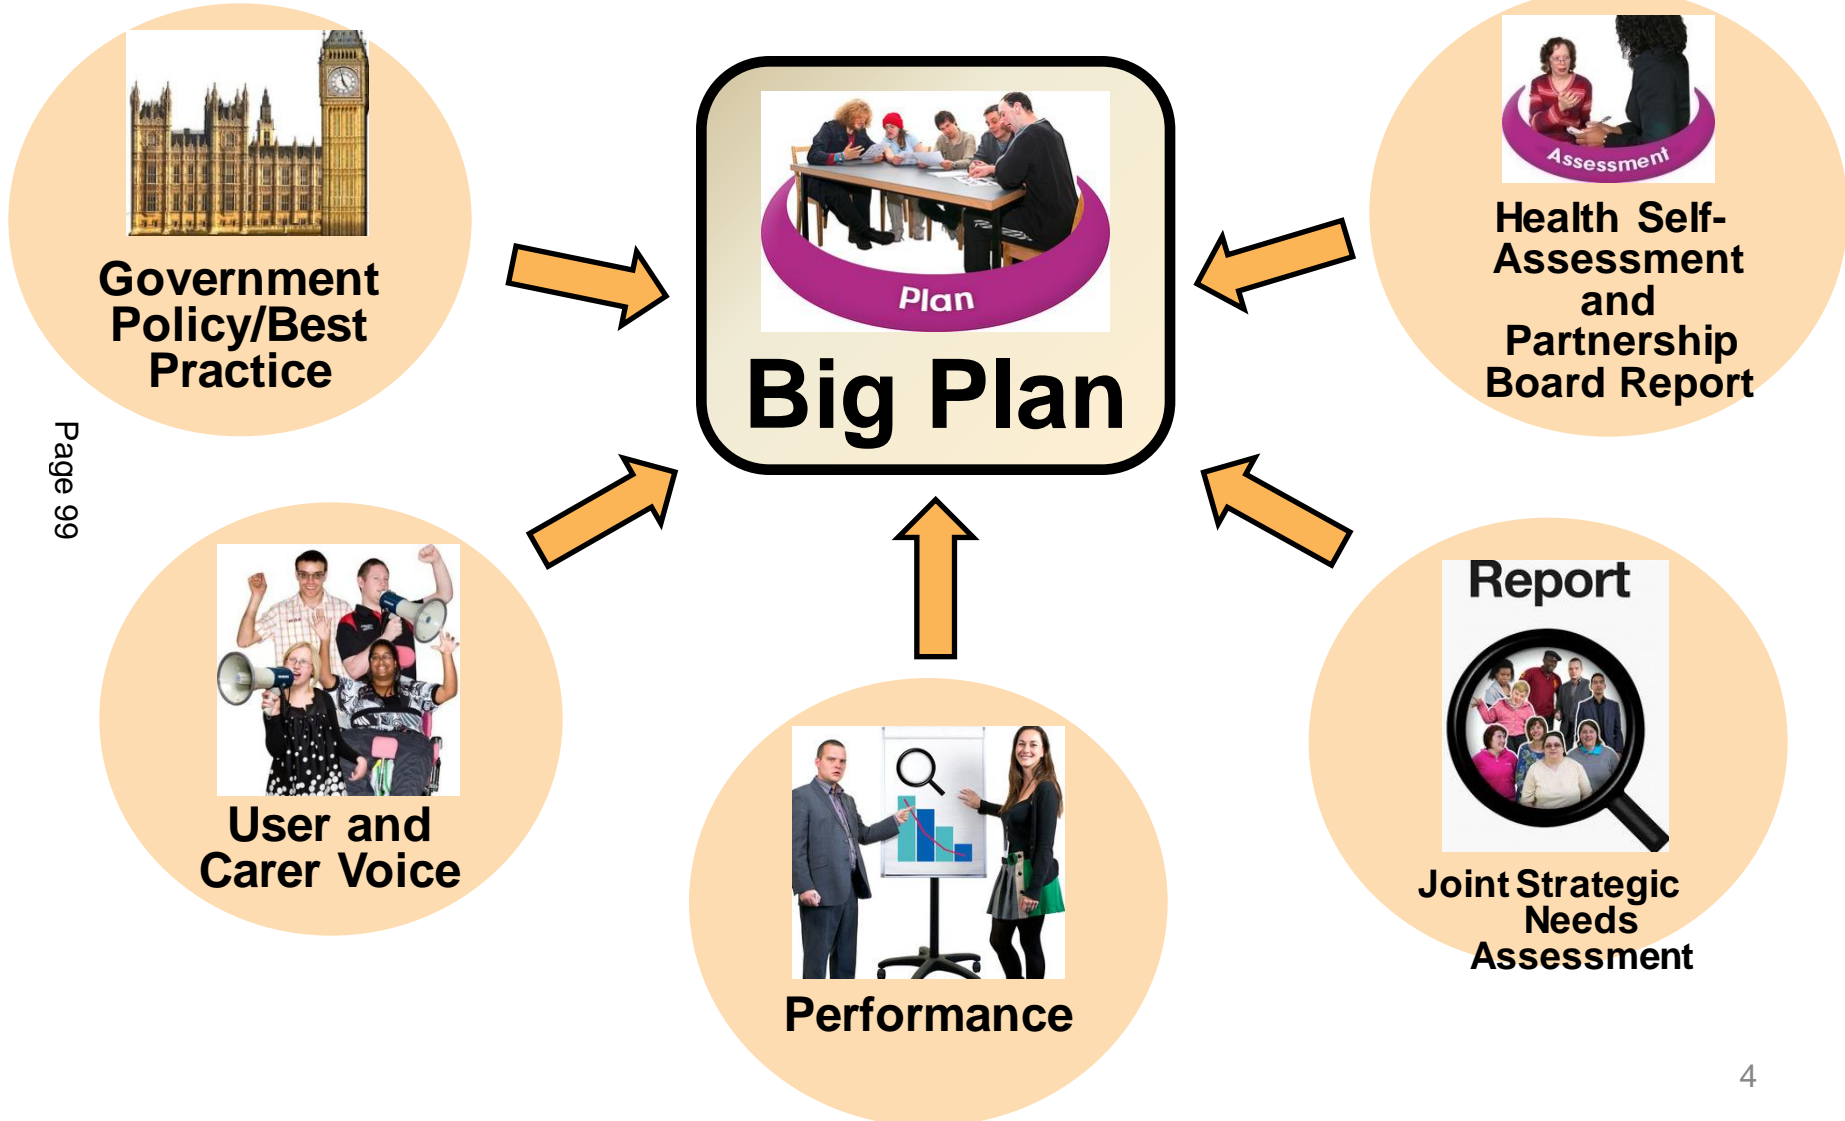 Government
Policy/Best
Practice
Plan
Big Plan
Assessment
Health Self-
Assessment
and
Partnership
Board Report
Page 99
User and
Carer Voice
Performance
Report
Joint Strategic
Needs
Assessment
4